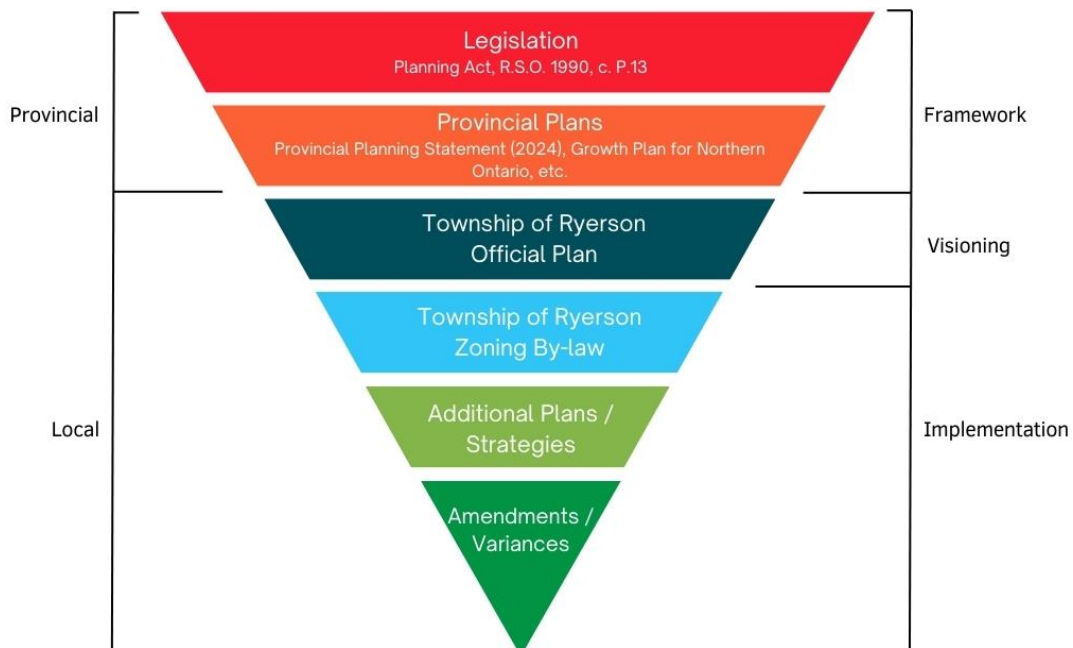 Legislation
Planning Act, R.S.O. 1990, c. P.13
Provincial
Framework
Provincial Plans
Provincial Planning Statement (2024), Growth Plan for Northern
Ontario, etc.
Township of Ryerson
Official Plan
Visioning
Township of Ryerson
Zoning By-law
Local
Additional Plans /
Strategies
Implementation
Amendments /
Variances